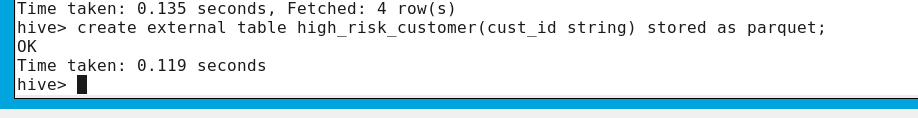 Time taken: 0.135 seconds, Fetched: 4 row(s)
hive> create external table high_risk_customer(cust_id string) stored as parquet;
OK
Time taken: 0.119 seconds
hive>